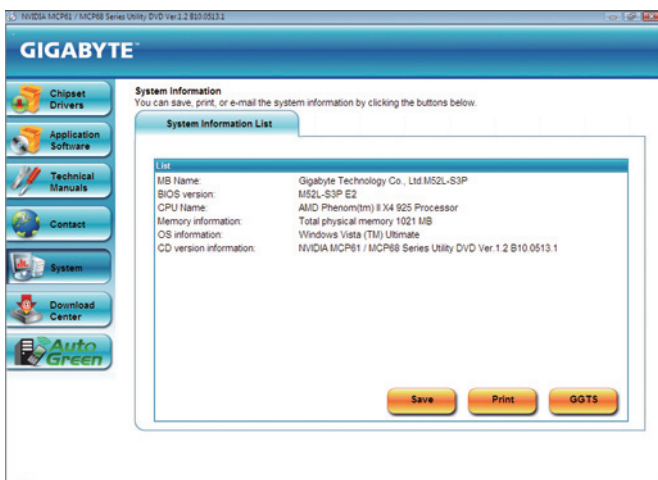 NVIDIA MCP61 / MCP68 Series Utility DVD Ver.1.2 B10.0513.1
GIGABYTE™
Chipset
Drivers
Application
Software
Technical
Manuals
Contact
System
Download
Center
Auto
Green
System Information
You can save, print, or e-mail the system information by clicking the buttons below.
System Information List
List
MB Name: Gigabyte Technology Co., Ltd.M52L-S3P
BIOS version: M52L-S3P E2
CPU Name: AMD Phenom(tm) II X4 925 Processor
Memory information: Total physical memory 1021 MB
OS information: Windows Vista (TM) Ultimate
CD version information: NVIDIA MCP61 / MCP68 Series Utility DVD Ver.1.2 B10.0513.1
Save Print GGTS